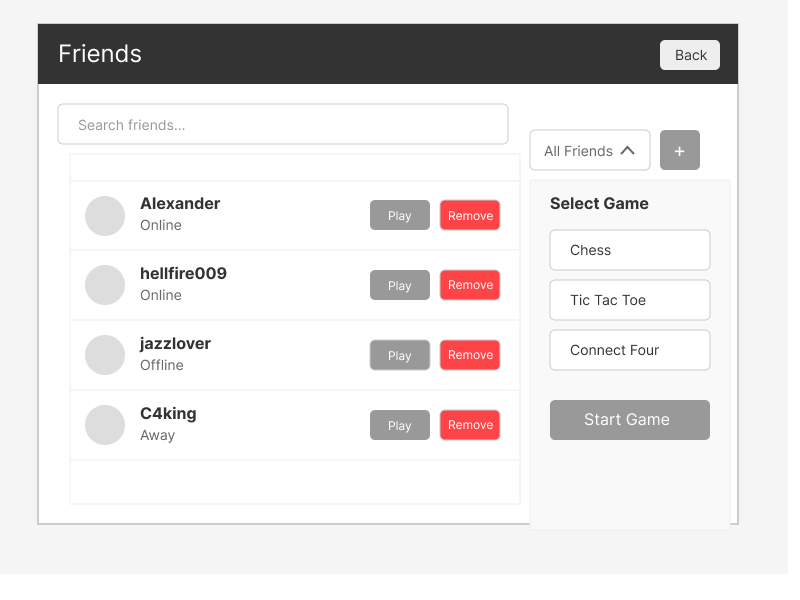 Friends
Back
Search friends...
All Friends
+
Alexander
Online
Play
Remove
hellfire009
Online
Play
Remove
jazzlover
Offline
Play
Remove
C4king
Away
Play
Remove
Select Game
Chess
Tic Tac Toe
Connect Four
Start Game